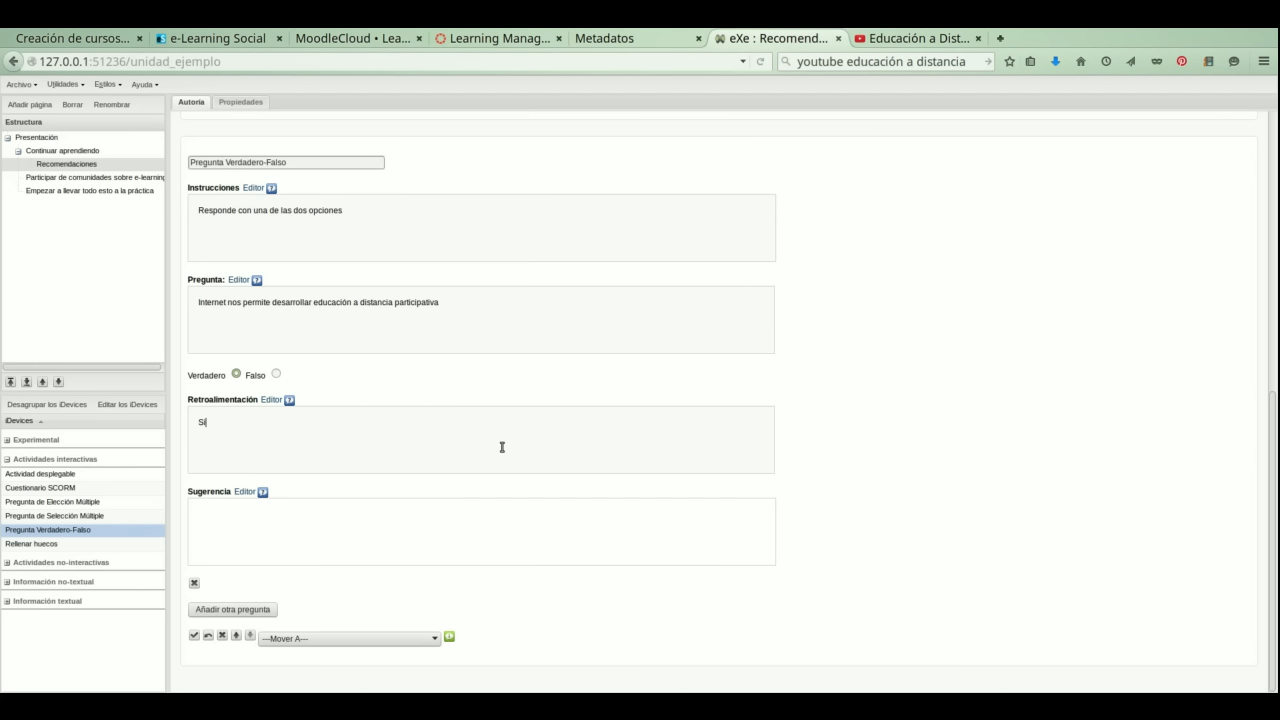 Creación de cursos... e-Learning Social MoodleCloud • Lea... Learning Manag... Metadatos eXe : Recomend... Educación a Dist...
127.0.0.1:51236/unidad_ejemplo youtube educación a distancia
Archivo Utilidades Estilos Ayuda
Añadir página Borrar Renombrar
Autoría Propiedades
Estructura
Presentación
Continuar aprendiendo
Recomendaciones
Participar de comunidades sobre e-learning
Empezar a llevar todo esto a la práctica
Desagrupar los iDevices Editar los iDevices
iDevices
Experimental
Actividades interactivas
Actividad desplegable
Cuestionario SCORM
Pregunta de Elección Múltiple
Pregunta de Selección Múltiple
Pregunta Verdadero-Falso
Rellenar huecos
Actividades no-interactivas
Información no-textual
Información textual
Pregunta Verdadero-Falso
Instrucciones Editor
Responde con una de las dos opciones
Pregunta: Editor
Internet nos permite desarrollar educación a distancia participativa
Verdadero Falso
Retroalimentación Editor
Sí
Sugerencia Editor
Añadir otra pregunta
---Mover A---